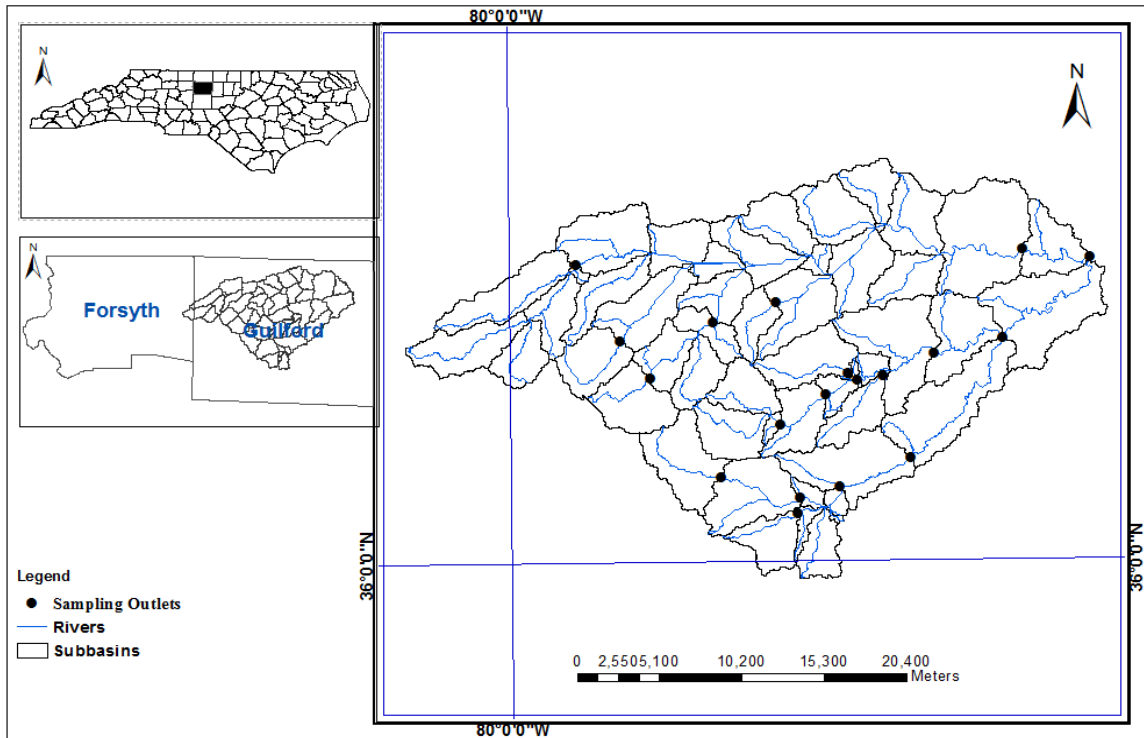 80°0'0"W
N
N
N
Forsyth
Guilford
36°0'0"N
36°0'0"N
Legend
Sampling Outlets
Rivers
Subbasins
0 2,5505,100 10,200 15,300 20,400
Meters
80°0'0"W